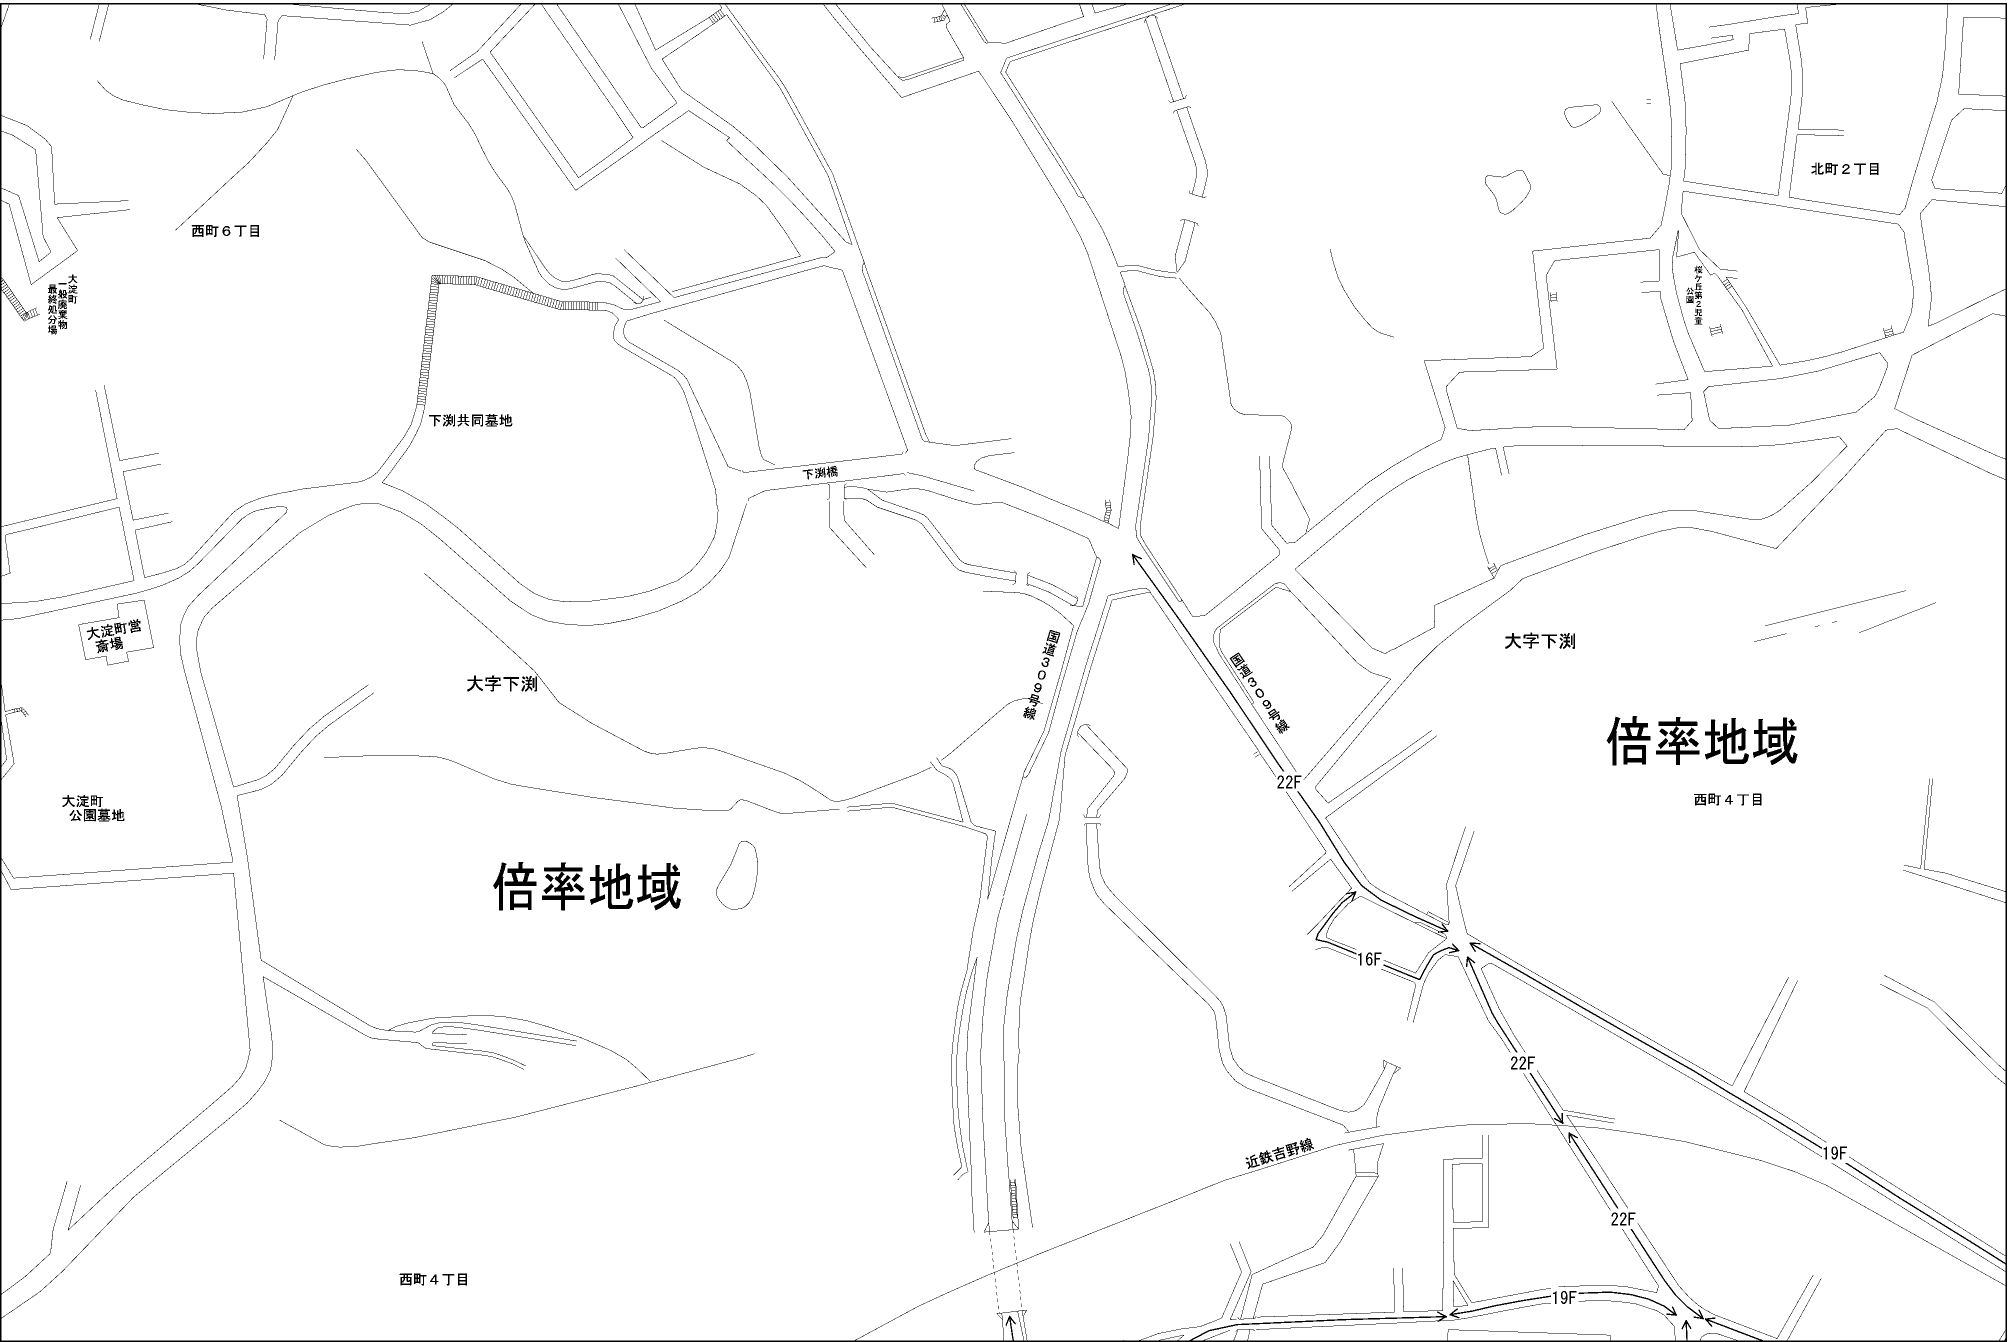 北町2丁目
西町6丁目
大淀町
一般廃棄物
最終処分場
桜ケ丘第2児童
公園
下渕共同墓地
下渕橋
大淀町営
斎場
大字下渕
国道309号線
国道309号線
大字下渕
倍率地域
西町4丁目
22F
大淀町
公園墓地
倍率地域
16F
22F
近鉄吉野線
19F
22F
西町4丁目
19F